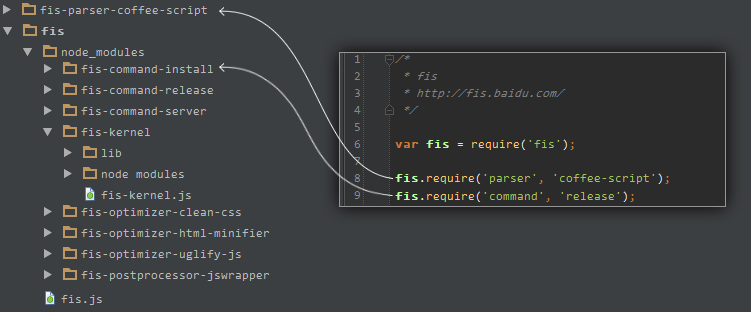 fis-parser-coffee-script
fis
node_modules
fis-command-install
fis-command-release
fis-command-server
fis-kernel
lib
node modules
fis-kernel.js
fis-optimizer-clean-css
fis-optimizer-html-minifier
fis-optimizer-uglify-js
fis-postprocessor-jswrapper
fis.js
1 /*
2 * fis
3 * http://fis.baidu.com/
4 */
5
6 var fis = require('fis');
7
8 fis.require('parser', 'coffee-script');
9 fis.require('command', 'release');